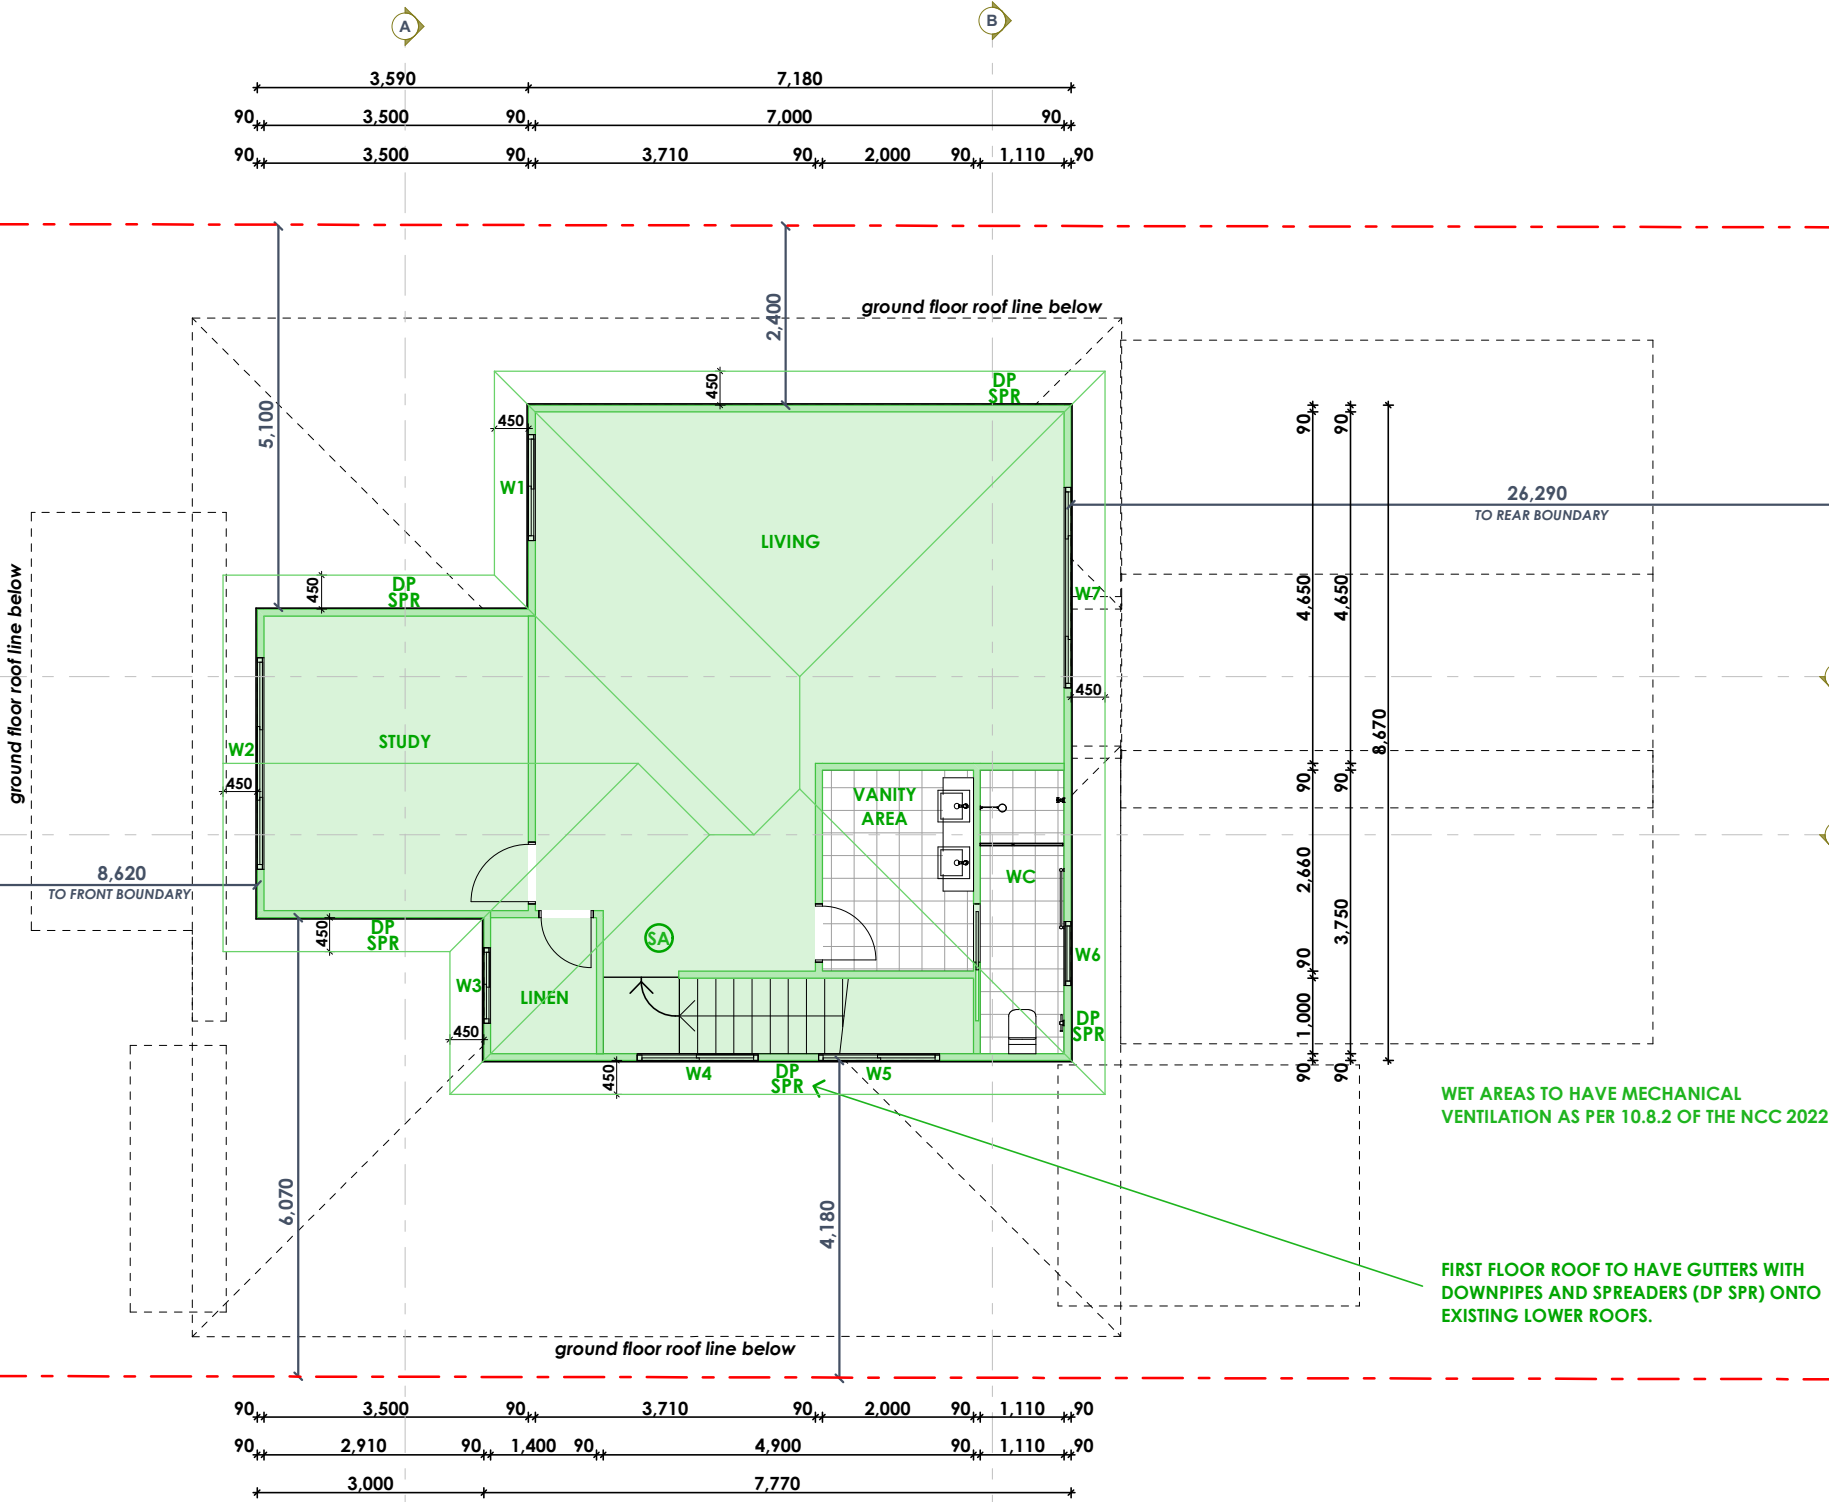 A
B
3,590
7,180
90
3,500
90
7,000
90
90
3,500
90
3,710
90
2,000
90
1,110
90
ground floor roof line below
2,400
5,100
450
DP
SPR
450
W1
26,290
TO REAR BOUNDARY
90
90
LIVING
ground floor roof line below
450
DP
SPR
W7
4,650
4,650
450
8,670
STUDY
W2
450
VANITY
AREA
90
90
8,620
TO FRONT BOUNDARY
WC
2,660
3,750
450
DP
SPR
SA
W6
90
W3
LINEN
450
DP
SPR
1,000
450
W4
DP
SPR
W5
90
90
WET AREAS TO HAVE MECHANICAL
VENTILATION AS PER 10.8.2 OF THE NCC 2022
6,070
4,180
FIRST FLOOR ROOF TO HAVE GUTTERS WITH
DOWNPIPES AND SPREADERS (DP SPR) ONTO
EXISTING LOWER ROOFS.
ground floor roof line below
90
3,500
90
3,710
90
2,000
90
1,110
90
90
2,910
90
1,400
90
4,900
90
1,110
90
3,000
7,770